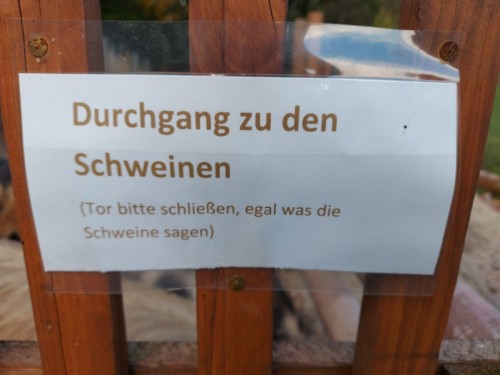 Durchgang zu den
Schweinen
(Tor bitte schließen, egal was die
Schweine sagen)